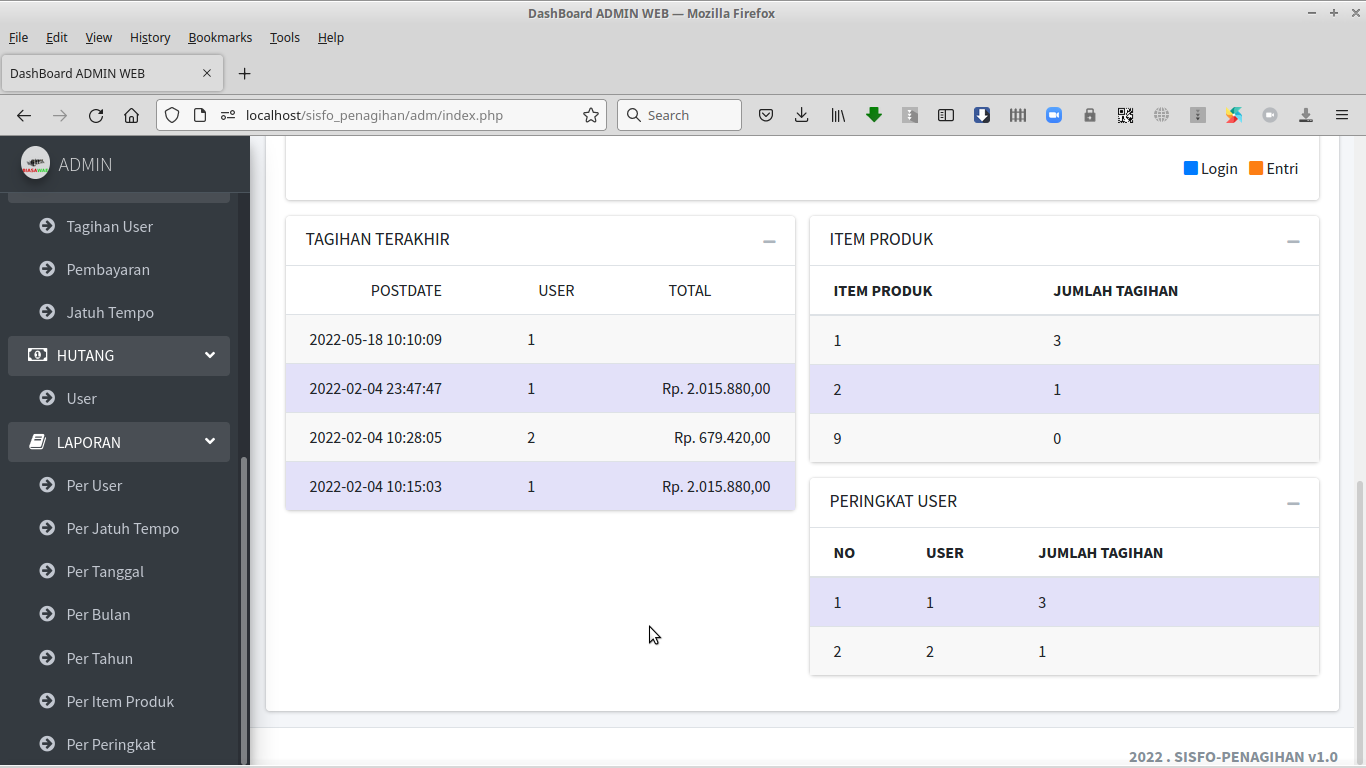 DashBoard ADMIN WEB — Mozilla Firefox
File Edit View History Bookmarks Tools Help
DashBoard ADMIN WEB
localhost/sisfo_penagihan/adm/index.php
Search
ADMIN
Tagihan User
Pembayaran
Jatuh Tempo
HUTANG
User
LAPORAN
Per User
Per Jatuh Tempo
Per Tanggal
Per Bulan
Per Tahun
Per Item Produk
Per Peringkat
Login Entri
TAGIHAN TERAKHIR
POSTDATE USER TOTAL
2022-05-18 10:10:09 1
2022-02-04 23:47:47 1 Rp. 2.015.880,00
2022-02-04 10:28:05 2 Rp. 679.420,00
2022-02-04 10:15:03 1 Rp. 2.015.880,00
ITEM PRODUK
ITEM PRODUK JUMLAH TAGIHAN
1 3
2 1
9 0
PERINGKAT USER
NO USER JUMLAH TAGIHAN
1 1 3
2 2 1
2022 . SISFO-PENAGIHAN v1.0